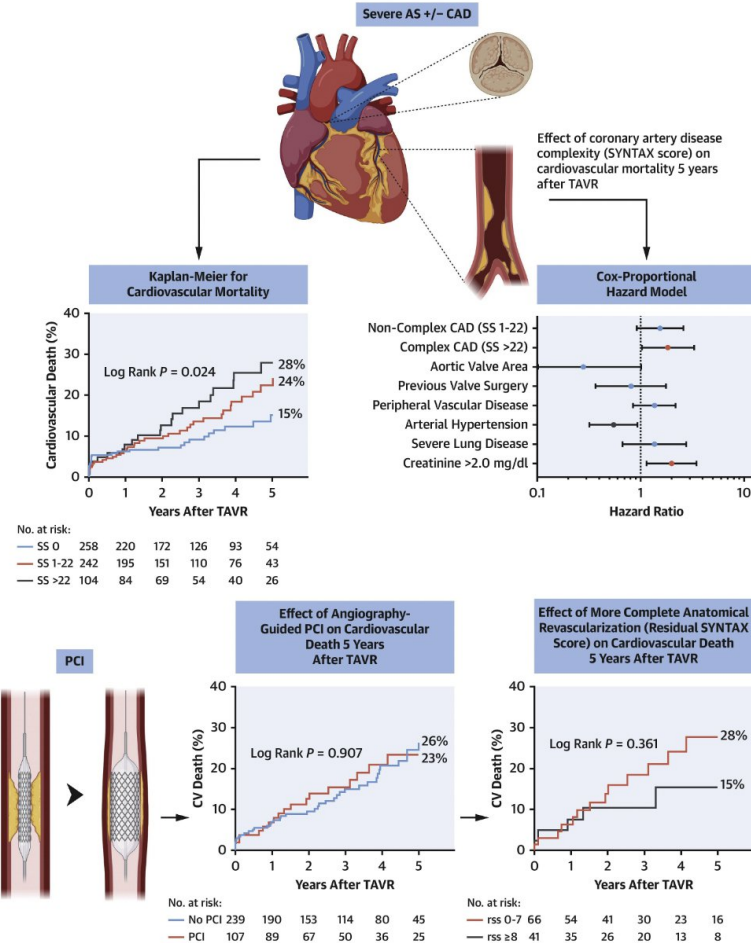 Severe AS +/– CAD
Effect of coronary artery disease
complexity (SYNTAX score) on
cardiovascular mortality 5 years
after TAVR
Kaplan-Meier for
Cardiovascular Mortality
Cardiovascular Death (%)
40
30
20
10
0
Log Rank P = 0.024
28%
24%
15%
0 1 2 3 4 5
Years After TAVR
No. at risk:
SS 0 258 220 172 126 93 54
SS 1-22 242 195 151 110 76 43
SS >22 104 84 69 54 40 26
Cox-Proportional
Hazard Model
Non-Complex CAD (SS 1-22)
Complex CAD (SS >22)
Aortic Valve Area
Previous Valve Surgery
Peripheral Vascular Disease
Arterial Hypertension
Severe Lung Disease
Creatinine >2.0 mg/dl
0.1 1 10
Hazard Ratio
PCI
Effect of Angiography-
Guided PCI on Cardiovascular
Death 5 Years
After TAVR
CV Death (%)
40
30
20
10
0
Log Rank P = 0.907
26%
23%
0 1 2 3 4 5
Years After TAVR
No. at risk:
No PCI 239 190 153 114 80 45
PCI 107 89 67 50 36 25
Effect of More Complete Anatomical
Revascularization (Residual SYNTAX
Score) on Cardiovascular Death
5 Years After TAVR
CV Death (%)
40
30
20
10
0
Log Rank P = 0.361
28%
15%
0 1 2 3 4 5
Years After TAVR
No. at risk:
rss 0-7 66 54 41 30 23 16
rss ≥8 41 35 26 20 13 8